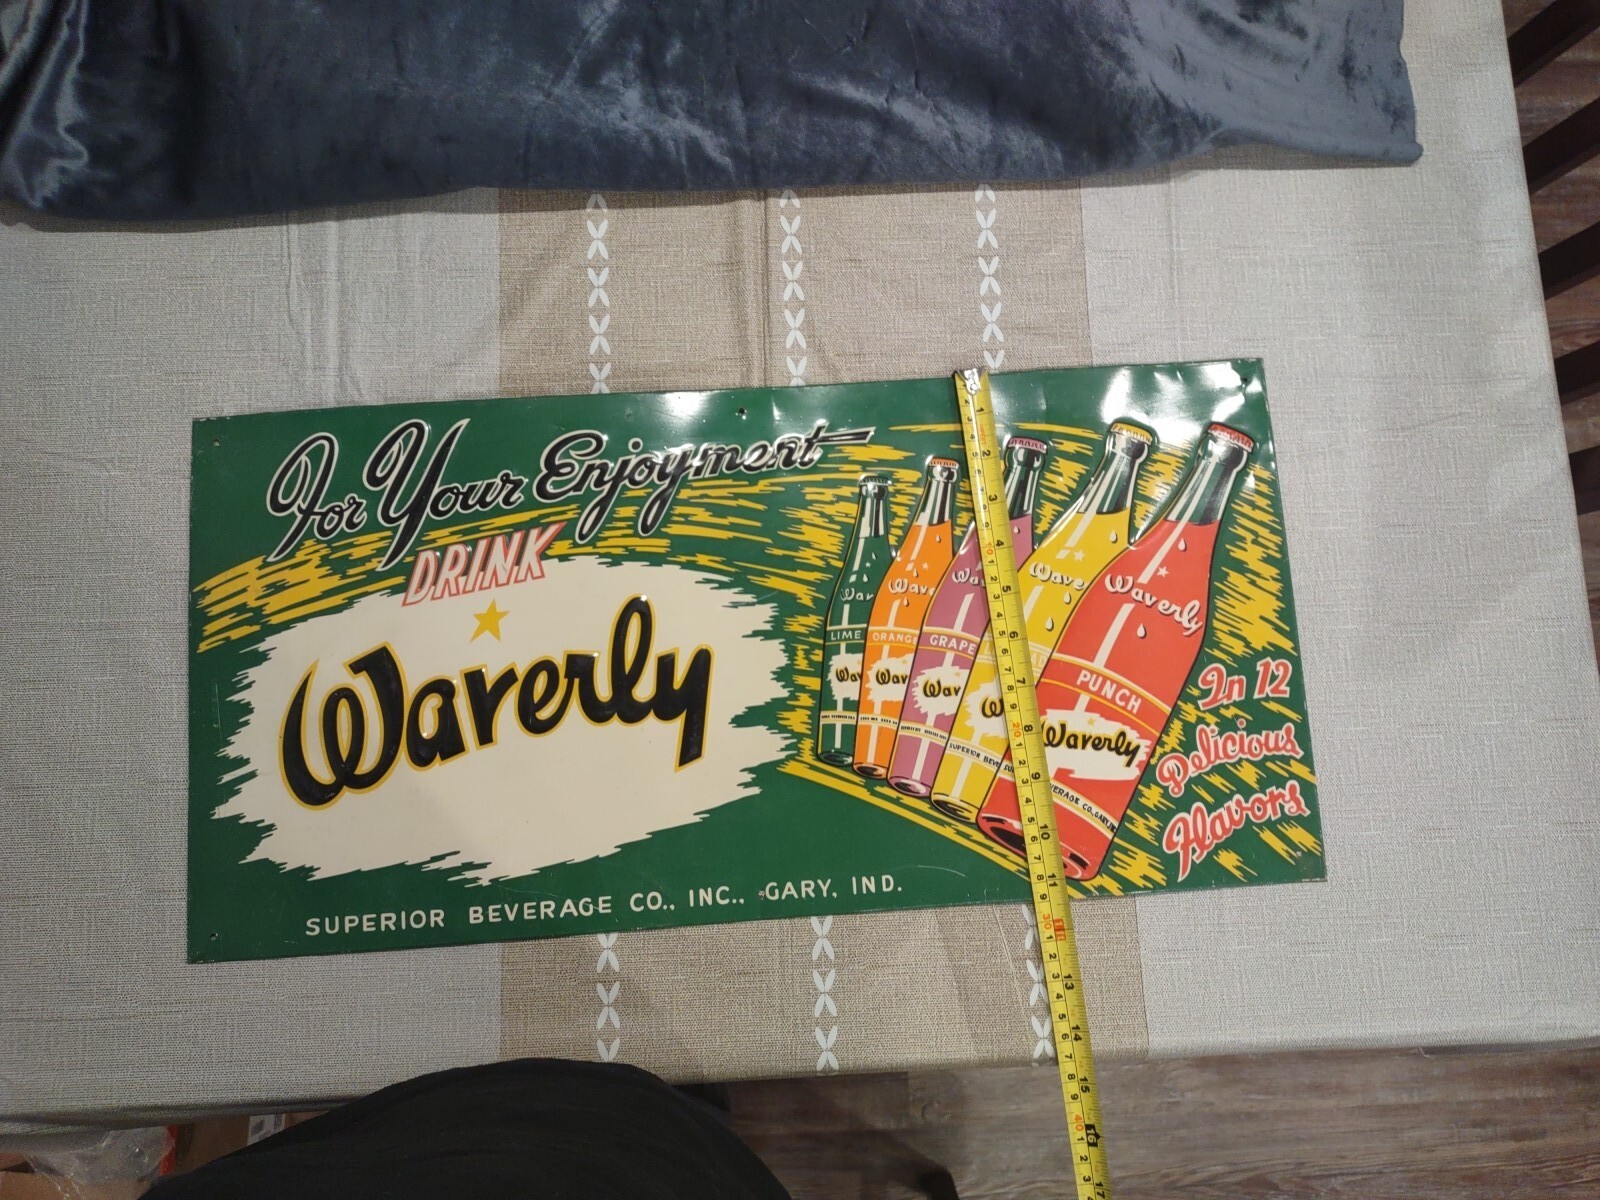 For Your Enjoyment
DRINK
Waverly
SUPERIOR BEVERAGE CO., INC., GARY, IND.
LIME
ORANGE
GRAPE
PUNCH
Waverly
Waverly
In 12
Delicious
Flavors